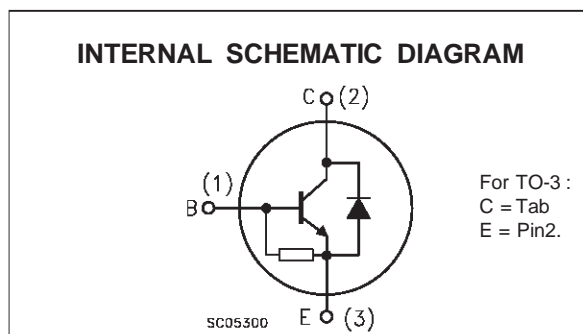 INTERNAL SCHEMATIC DIAGRAM
C (2)
(1)
B
For TO-3 :
C = Tab
E = Pin2.
SC05300
E (3)